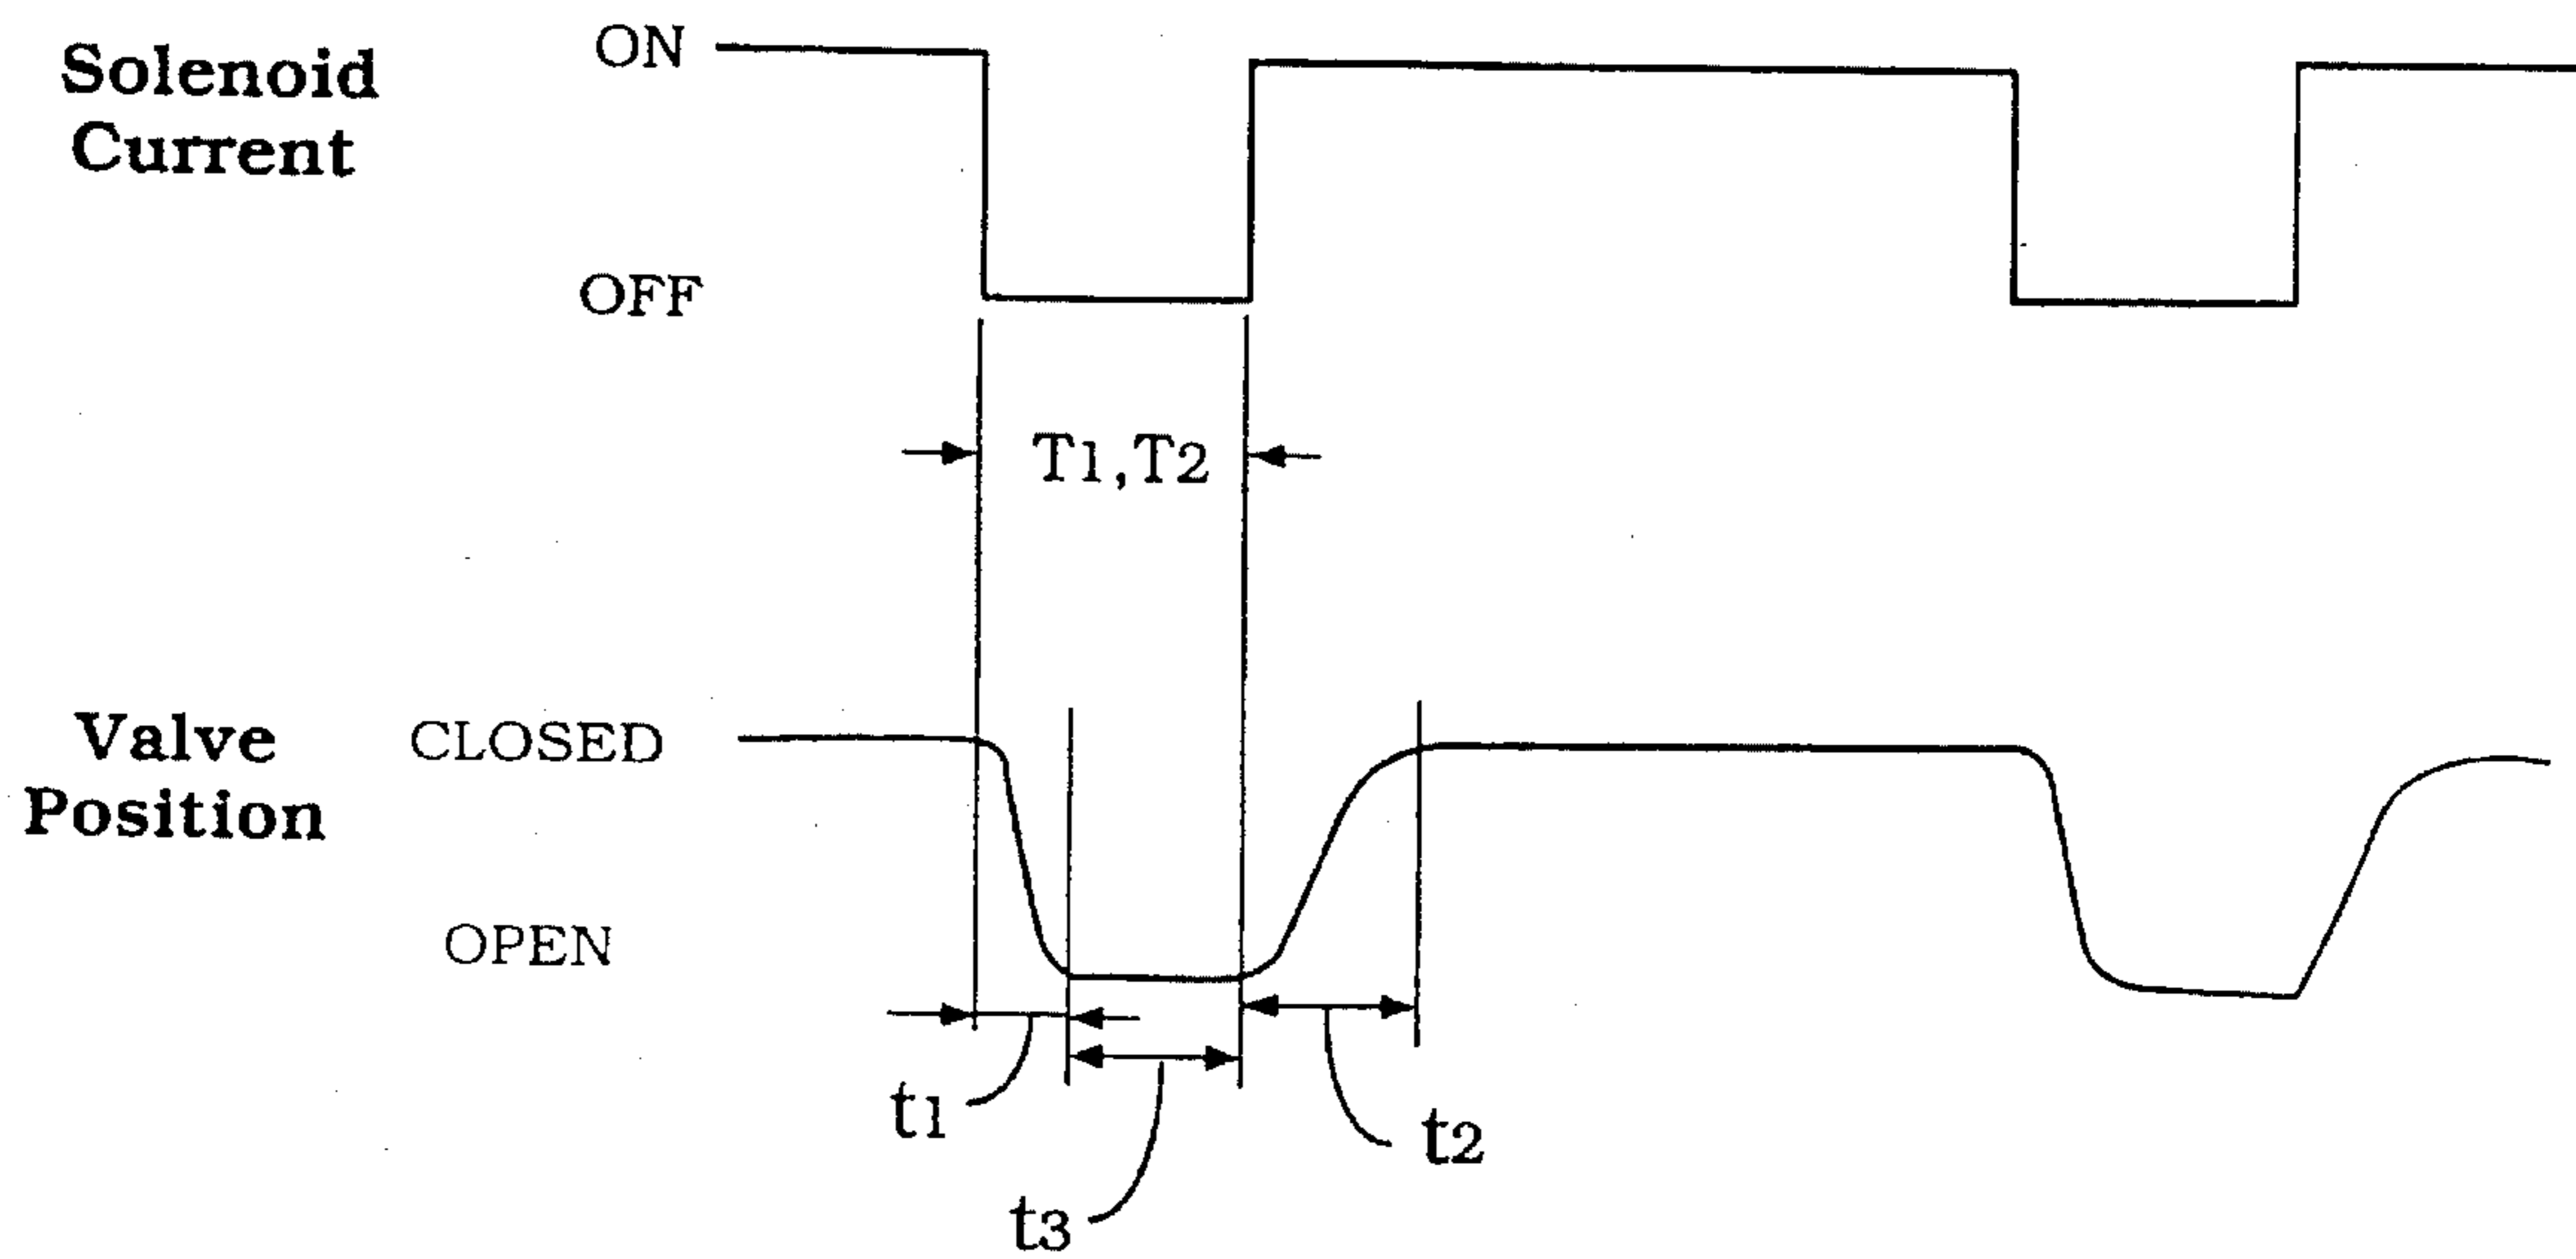 Solenoid
Current
ON
OFF
T1,T2
Valve
Position
CLOSED
OPEN
t1
t2
t3